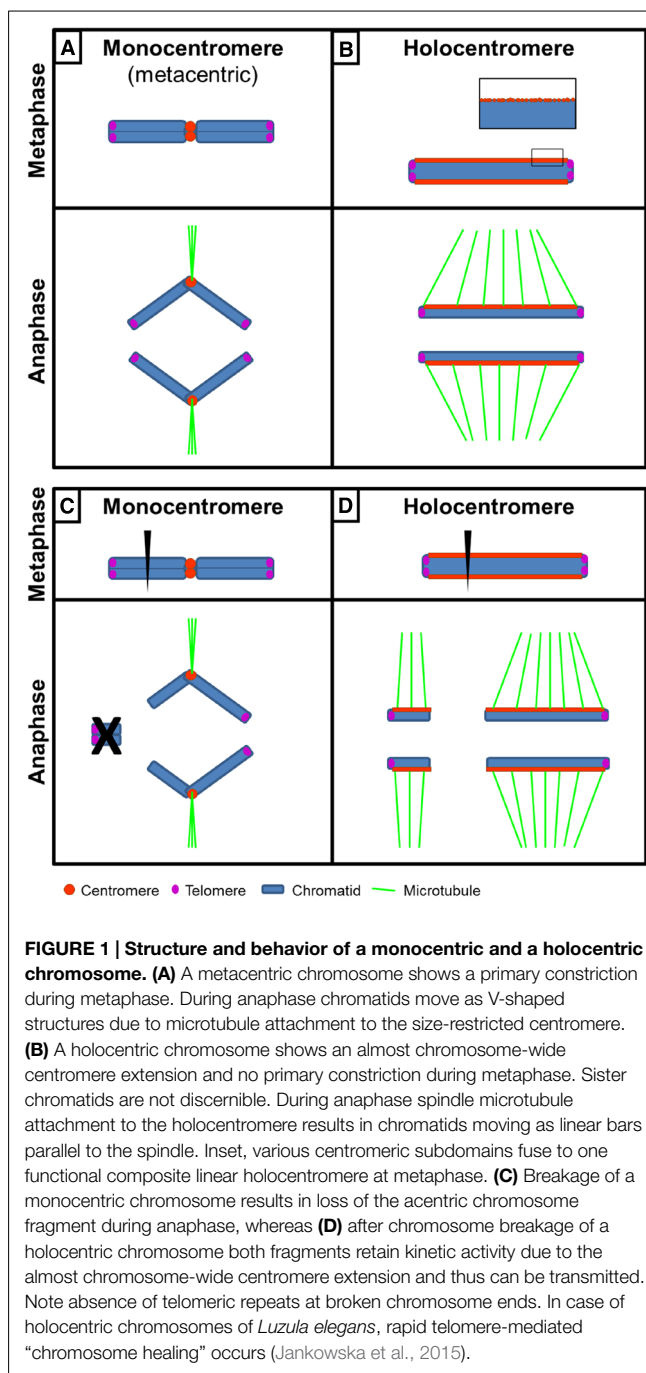 A
Monocentromere
(metacentric)
B
Holocentromere
Metaphase
Anaphase
C
Monocentromere
D
Holocentromere
Metaphase
Anaphase
X
Centromere
Telomere
Chromatid
Microtubule
FIGURE 1 | Structure and behavior of a monocentric and a holocentric
chromosome. (A) A metacentric chromosome shows a primary constriction
during metaphase. During anaphase chromatids move as V-shaped
structures due to microtubule attachment to the size-restricted centromere.
(B) A holocentric chromosome shows an almost chromosome-wide
centromere extension and no primary constriction during metaphase. Sister
chromatids are not discernible. During anaphase spindle microtubule
attachment to the holocentromere results in chromatids moving as linear bars
parallel to the spindle. Inset, various centromeric subdomains fuse to one
functional composite linear holocentromere at metaphase. (C) Breakage of a
monocentric chromosome results in loss of the acentric chromosome
fragment during anaphase, whereas (D) after chromosome breakage of a
holocentric chromosome both fragments retain kinetic activity due to the
almost chromosome-wide centromere extension and thus can be transmitted.
Note absence of telomeric repeats at broken chromosome ends. In case of
holocentric chromosomes of Luzula elegans, rapid telomere-mediated
“chromosome healing” occurs (Jankowska et al., 2015).